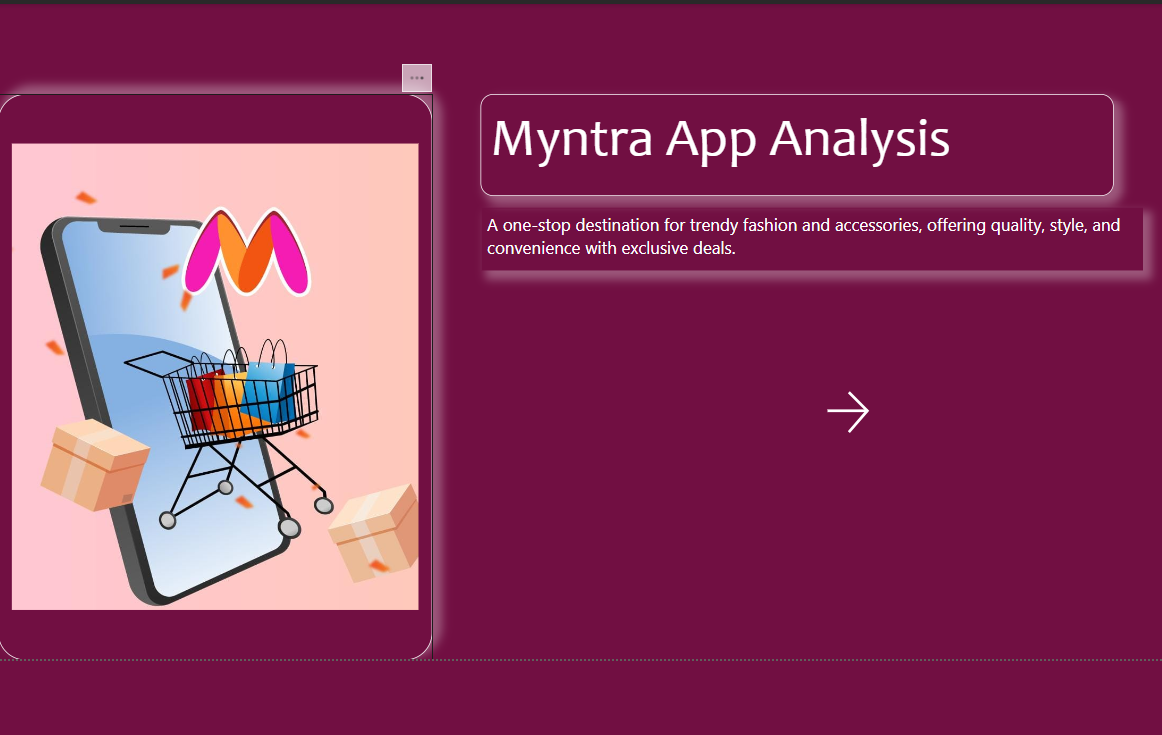 Myntra App Analysis
A one-stop destination for trendy fashion and accessories, offering quality, style, and
convenience with exclusive deals.